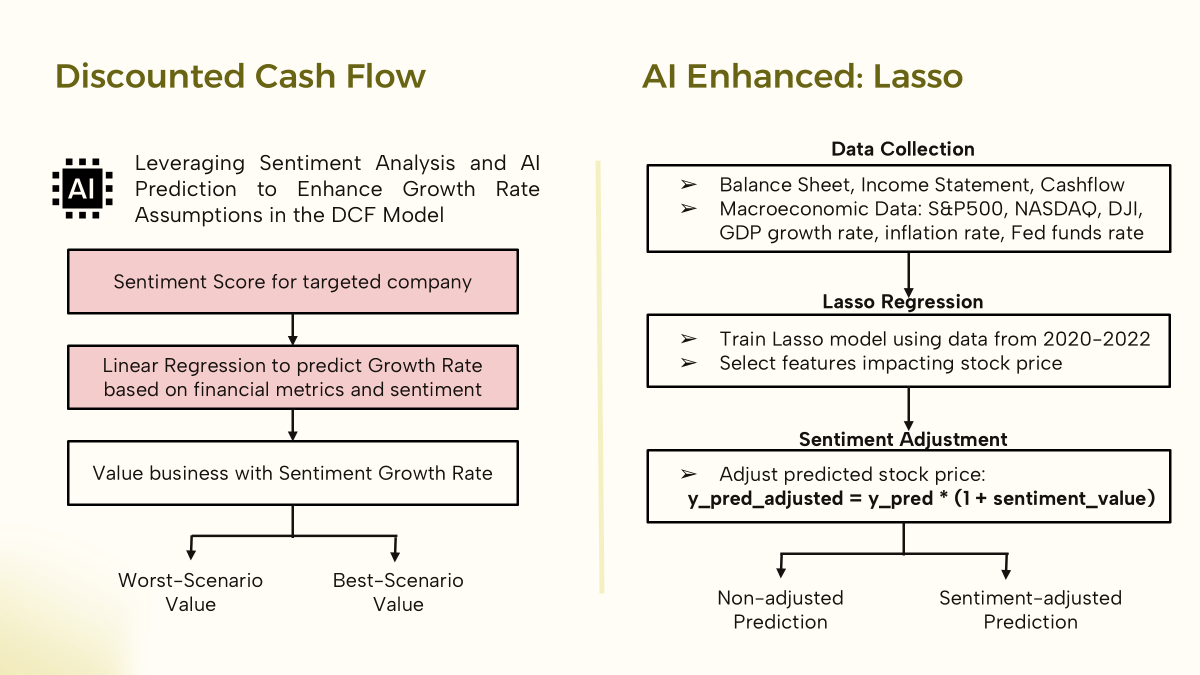 Discounted Cash Flow
AI
Leveraging Sentiment Analysis and AI
Prediction to Enhance Growth Rate
Assumptions in the DCF Model
Sentiment Score for targeted company
Linear Regression to predict Growth Rate
based on financial metrics and sentiment
Value business with Sentiment Growth Rate
Worst-Scenario
Value
Best-Scenario
Value
AI Enhanced: Lasso
Data Collection
➢ Balance Sheet, Income Statement, Cashflow
➢ Macroeconomic Data: S&P500, NASDAQ, DJI,
GDP growth rate, inflation rate, Fed funds rate
Lasso Regression
➢ Train Lasso model using data from 2020-2022
➢ Select features impacting stock price
Sentiment Adjustment
➢ Adjust predicted stock price:
y_pred_adjusted = y_pred * (1 + sentiment_value)
Non-adjusted
Prediction
Sentiment-adjusted
Prediction